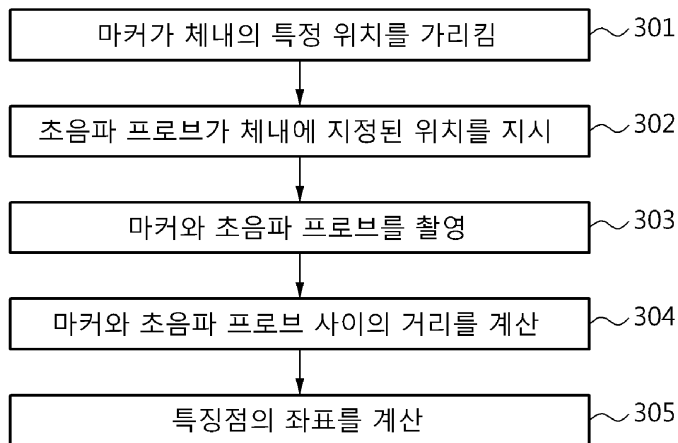 마커가 체내의 특정 위치를 가리킴 301
초음파 프로브가 체내에 지정된 위치를 지시 302
마커와 초음파 프로브를 촬영 303
마커와 초음파 프로브 사이의 거리를 계산 304
특징점의 좌표를 계산 305